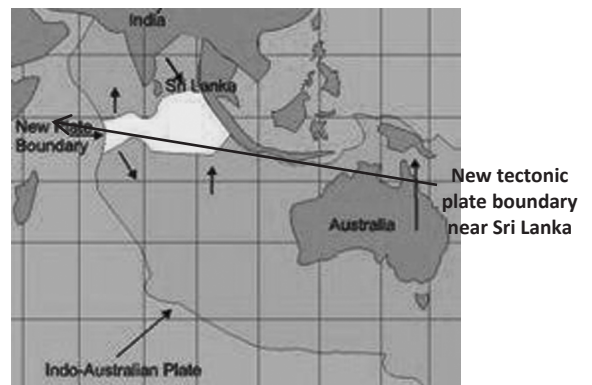 India
Sri Lanka
New Plate
Boundary
New tectonic
plate boundary
near Sri Lanka
Australia
Indo-Australian Plate